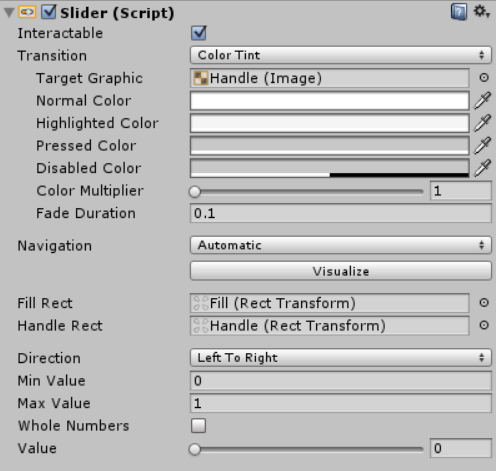 Slider (Script)
Interactable
Transition Color Tint
Target Graphic Handle (Image)
Normal Color
Highlighted Color
Pressed Color
Disabled Color
Color Multiplier 1
Fade Duration 0.1
Navigation Automatic
Visualize
Fill Rect Fill (Rect Transform)
Handle Rect Handle (Rect Transform)
Direction Left To Right
Min Value 0
Max Value 1
Whole Numbers
Value 0